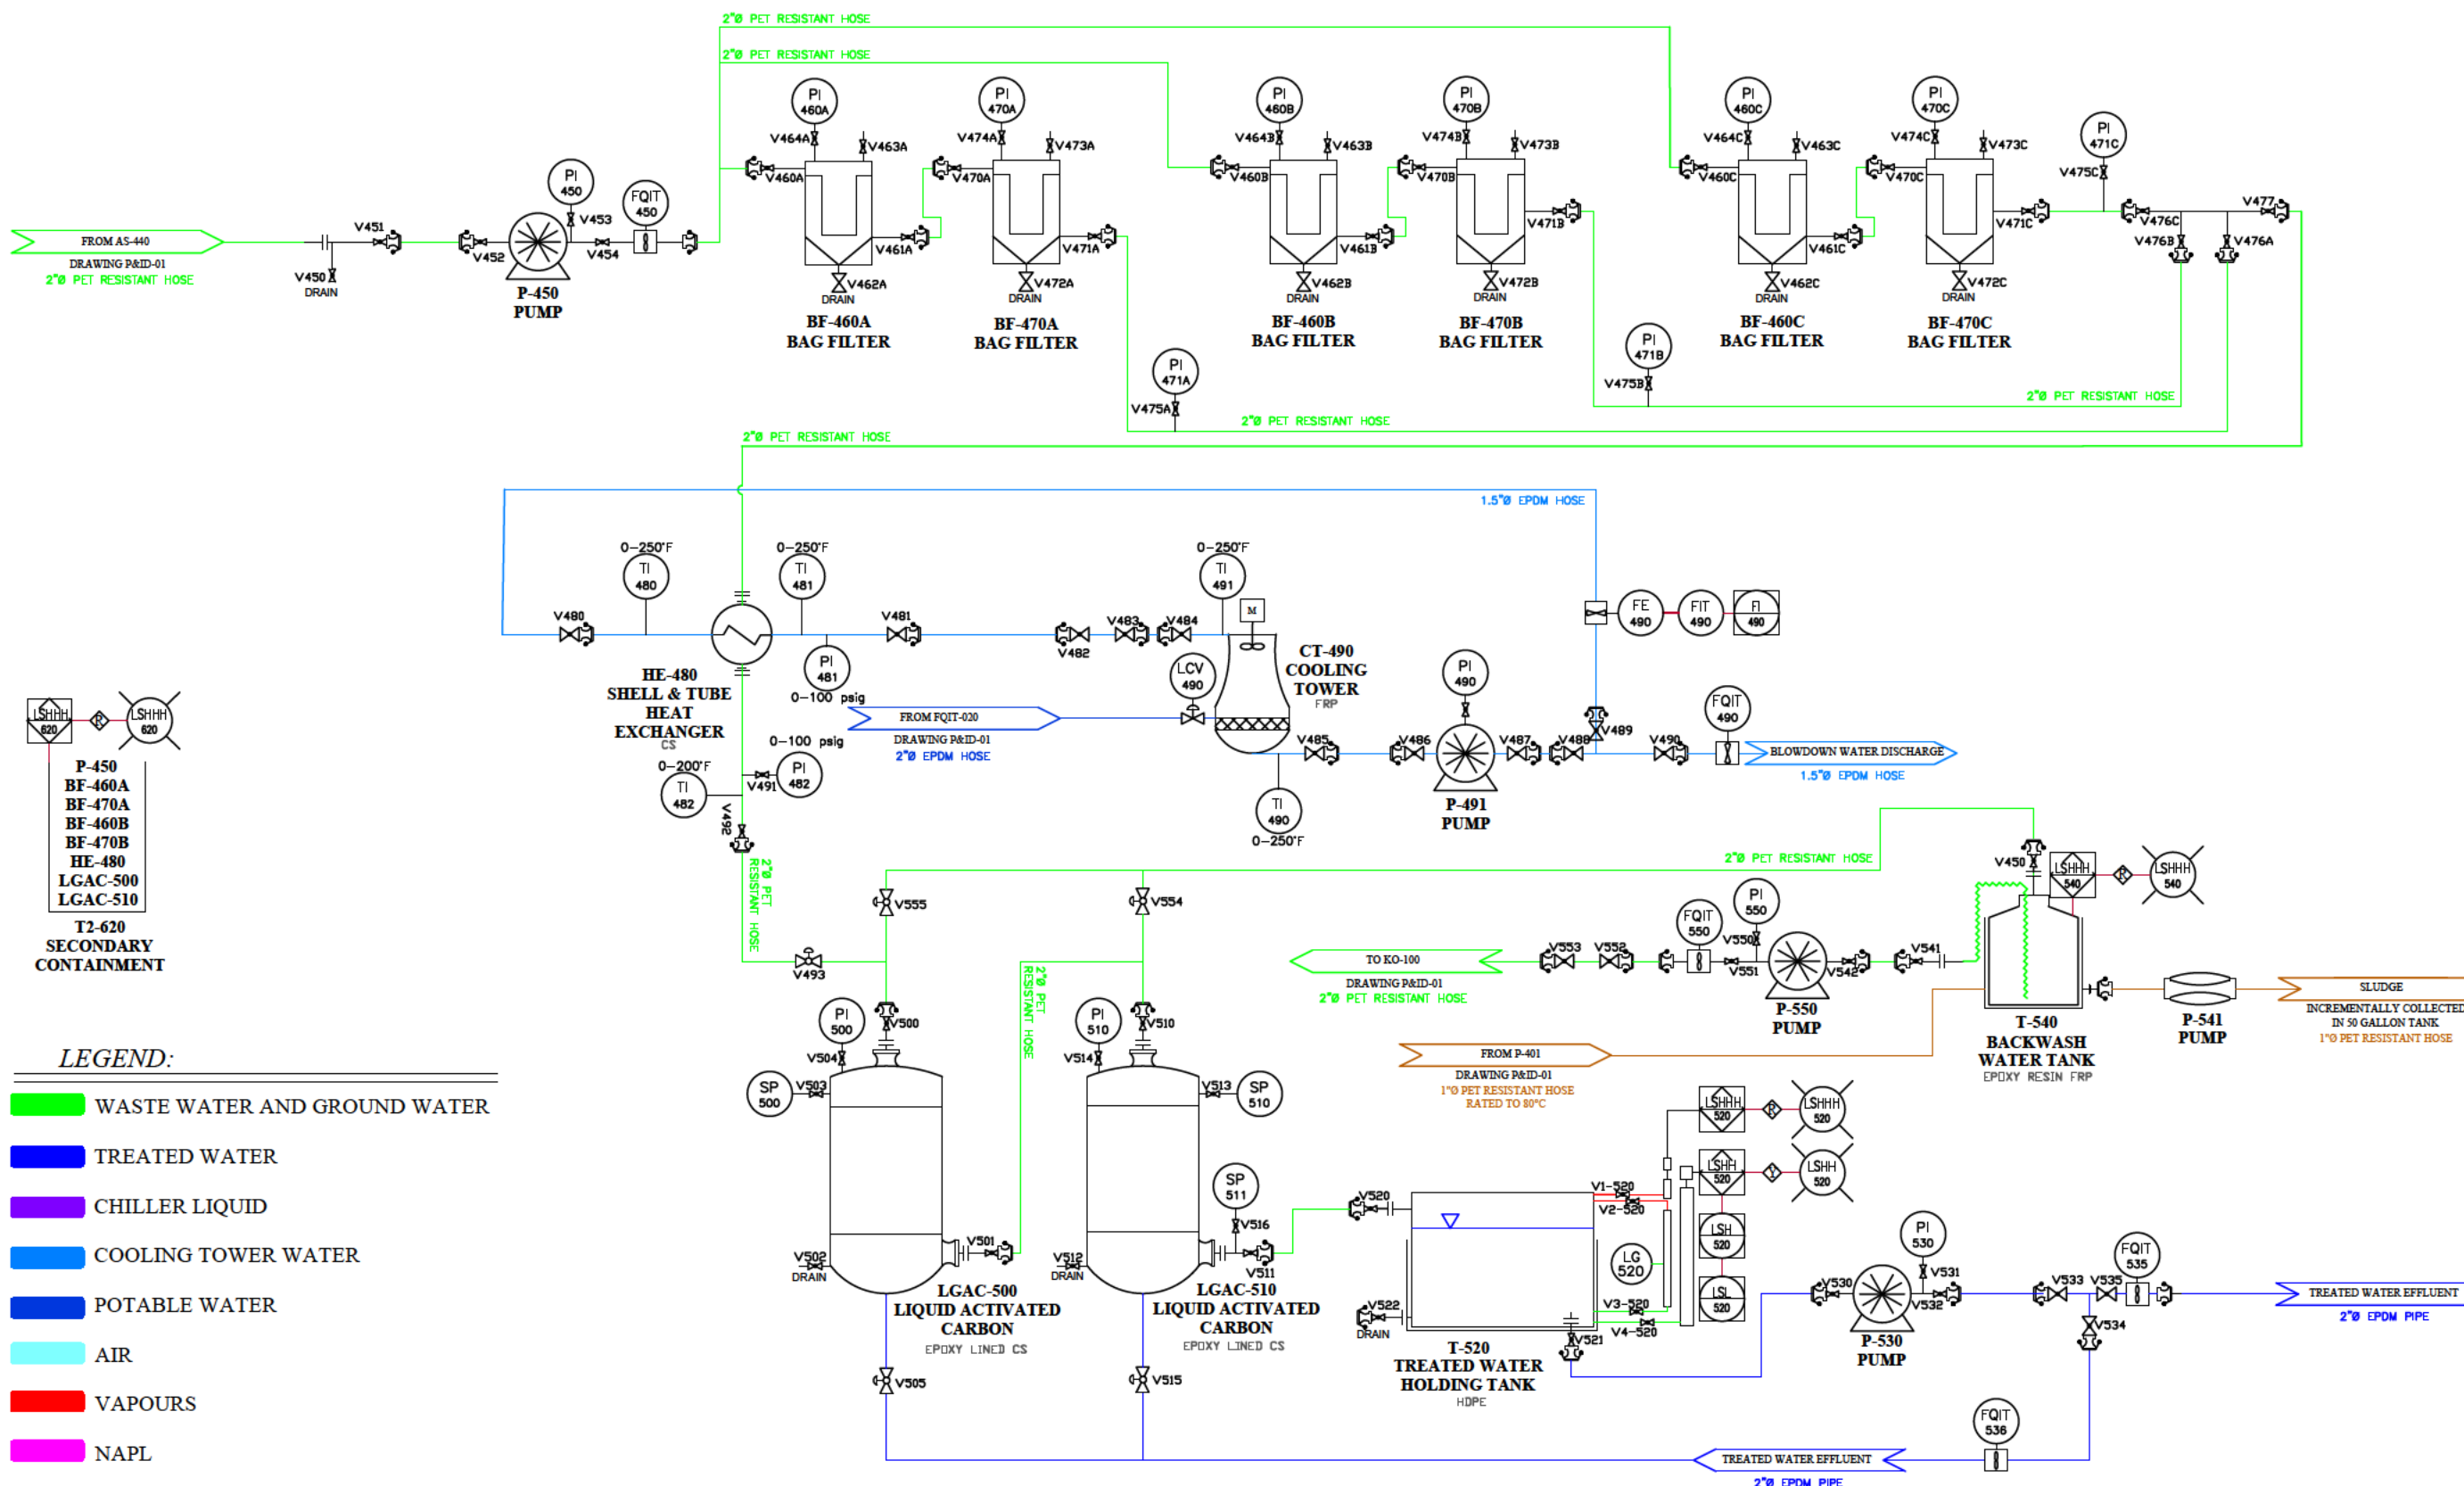 2"Ø PET RESISTANT HOSE
2"Ø PET RESISTANT HOSE
PI
460A
V464A
V463A
V460A
V461A
V462A
DRAIN
BF-460A
BAG FILTER
PI
470A
V474A
V473A
V470A
V471A
V472A
DRAIN
BF-470A
BAG FILTER
PI
460B
V464B
V463B
V460B
V461B
V462B
DRAIN
BF-460B
BAG FILTER
PI
470B
V474B
V473B
V470B
V471B
V472B
DRAIN
BF-470B
BAG FILTER
PI
460C
V464C
V463C
V460C
V461C
V462C
DRAIN
BF-460C
BAG FILTER
PI
470C
V474C
V473C
V470C
V471C
V472C
DRAIN
BF-470C
BAG FILTER
PI
471C
V475C
V476C
V477
V476B
V476A
FROM AS-440
DRAWING P&ID-01
2"Ø PET RESISTANT HOSE
V450
DRAIN
V451
V452
PI
450
V453
V454
FQIT
450
P-450
PUMP
PI
471A
V475A
PI
471B
V475B
2"Ø PET RESISTANT HOSE
2"Ø PET RESISTANT HOSE
2"Ø PET RESISTANT HOSE
1.5"Ø EPDM HOSE
0-250°F
TI
480
V480
0-250°F
TI
481
V481
PI
481
0-100 psig
HE-480
SHELL & TUBE
HEAT
EXCHANGER
CS
V482
V483
V484
0-250°F
TI
491
M
LCV
490
CT-490
COOLING
TOWER
FRP
FROM FQIT-020
DRAWING P&ID-01
2"Ø EPDM HOSE
FE
490
FIT
490
FI
490
V485
V486
PI
490
V487
V488
V489
V490
FQIT
490
BLOWDOWN WATER DISCHARGE
1.5"Ø EPDM HOSE
P-491
PUMP
TI
490
0-250°F
0-100 psig
PI
482
V491
0-200°F
TI
482
V492
2"Ø PET
RESISTANT HOSE
V493
LSHHH
620
R
LSHHH
620
P-450
BF-460A
BF-470A
BF-460B
BF-470B
HE-480
LGAC-500
LGAC-510
T2-620
SECONDARY
CONTAINMENT
V555
V554
2"Ø PET RESISTANT HOSE
2"Ø PET
RESISTANT HOSE
V450
LSHHH
540
R
LSHHH
540
TO KO-100
DRAWING P&ID-01
2"Ø PET RESISTANT HOSE
V553
V552
FQIT
550
PI
550
V550
V551
V542
V541
P-550
PUMP
T-540
BACKWASH
WATER TANK
EPOXY RESIN FRP
P-541
PUMP
SLUDGE
INCREMENTALLY COLLECTED
IN 50 GALLON TANK
1"Ø PET RESISTANT HOSE
FROM P-401
DRAWING P&ID-01
1"Ø PET RESISTANT HOSE
RATED TO 80°C
PI
500
V500
V504
SP
500
V503
V501
V502
DRAIN
LGAC-500
LIQUID ACTIVATED
CARBON
EPOXY LINED CS
V505
PI
510
V510
V514
V513
SP
510
SP
511
V516
V511
V512
DRAIN
LGAC-510
LIQUID ACTIVATED
CARBON
EPOXY LINED CS
V515
V520
V522
DRAIN
V521
V1-520
V2-520
V3-520
V4-520
LG
520
LSHHH
520
R
LSHHH
520
LSHH
520
Y
LSHH
520
LSH
520
LSL
520
T-520
TREATED WATER
HOLDING TANK
HDPE
V530
PI
530
V531
V532
P-530
PUMP
V533
V535
FQIT
535
V534
TREATED WATER EFFLUENT
2"Ø EPDM PIPE
FQIT
536
TREATED WATER EFFLUENT
2"Ø EPDM PIPE
LEGEND:
WASTE WATER AND GROUND WATER
TREATED WATER
CHILLER LIQUID
COOLING TOWER WATER
POTABLE WATER
AIR
VAPOURS
NAPL